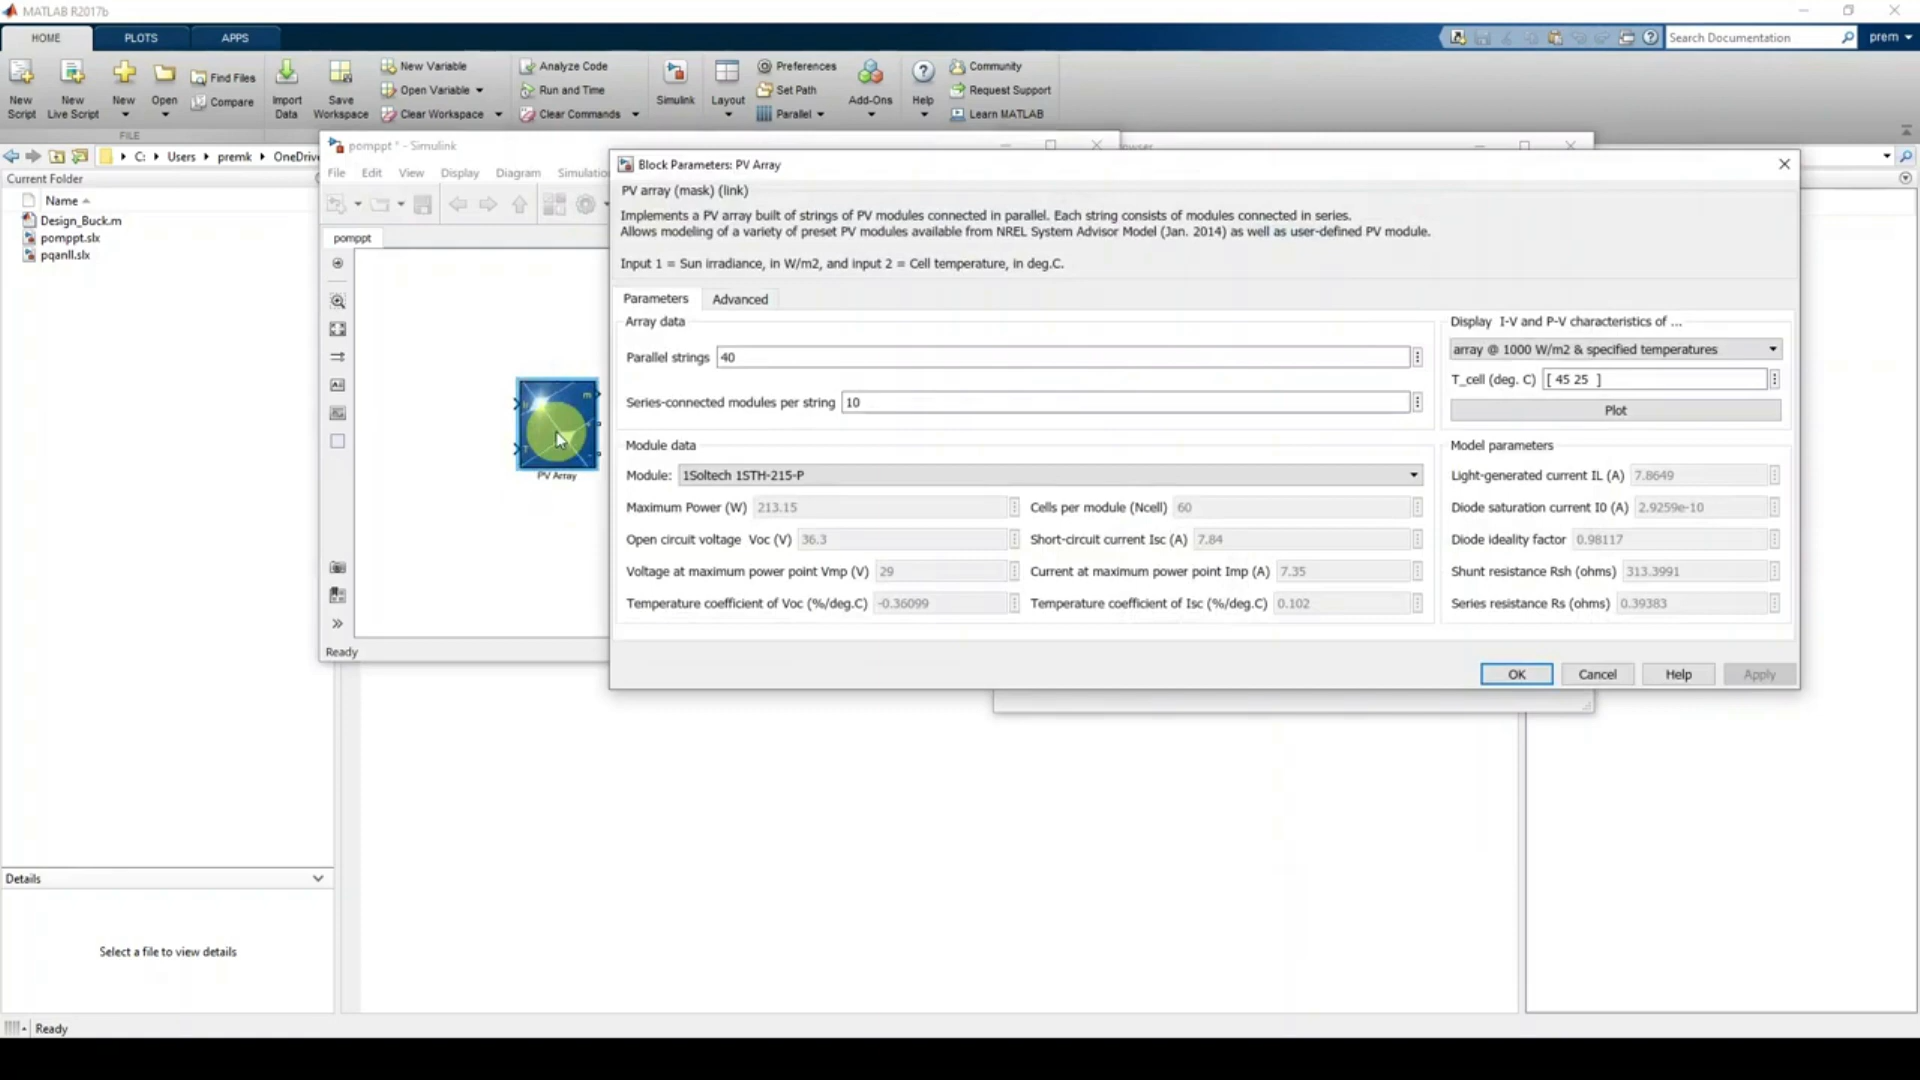 MATLAB R2017b
HOME PLOTS APPS
Search Documentation
prem
New Script
New Live Script
New
Open
Find Files
Compare
Import Data
Save Workspace
New Variable
Open Variable
Clear Workspace
Analyze Code
Run and Time
Clear Commands
Simulink
Layout
Preferences
Set Path
Parallel
Add-Ons
Help
Community
Request Support
Learn MATLAB
FILE
C: Users premk OneDriv
Current Folder
Name
Design_Buck.m
pomppt.slx
pqanll.slx
pomppt * - Simulink
File Edit View Display Diagram Simulation
pomppt
PV Array
Ready
Block Parameters: PV Array
PV array (mask) (link)
Implements a PV array built of strings of PV modules connected in parallel. Each string consists of modules connected in series.
Allows modeling of a variety of preset PV modules available from NREL System Advisor Model (Jan. 2014) as well as user-defined PV module.
Input 1 = Sun irradiance, in W/m2, and input 2 = Cell temperature, in deg.C.
Parameters Advanced
Array data
Parallel strings 40
Series-connected modules per string 10
Display I-V and P-V characteristics of ...
array @ 1000 W/m2 & specified temperatures
T_cell (deg. C) [ 45 25 ]
Plot
Module data
Module: 1Soltech 1STH-215-P
Maximum Power (W) 213.15
Cells per module (Ncell) 60
Open circuit voltage Voc (V) 36.3
Short-circuit current Isc (A) 7.84
Voltage at maximum power point Vmp (V) 29
Current at maximum power point Imp (A) 7.35
Temperature coefficient of Voc (%/deg.C) -0.36099
Temperature coefficient of Isc (%/deg.C) 0.102
Model parameters
Light-generated current IL (A) 7.8649
Diode saturation current I0 (A) 2.9259e-10
Diode ideality factor 0.98117
Shunt resistance Rsh (ohms) 313.3991
Series resistance Rs (ohms) 0.39383
OK Cancel Help Apply
Details
Select a file to view details
Ready